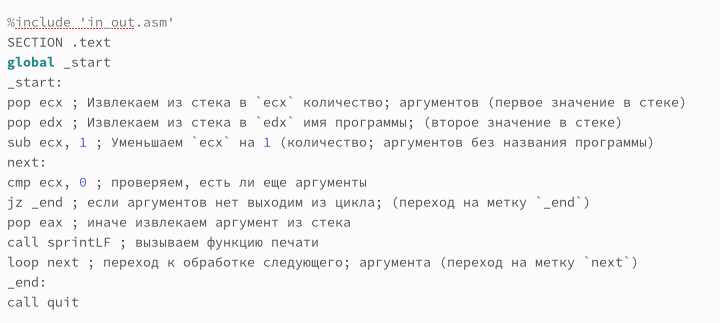 %include 'in_out.asm'
SECTION .text
global _start
_start:
pop ecx ; Извлекаем из стека в `ecx` количество; аргументов (первое значение в стеке)
pop edx ; Извлекаем из стека в `edx` имя программы; (второе значение в стеке)
sub ecx, 1 ; Уменьшаем `ecx` на 1 (количество; аргументов без названия программы)
next:
cmp ecx, 0 ; проверяем, есть ли еще аргументы
jz _end ; если аргументов нет выходим из цикла; (переход на метку `_end`)
pop eax ; иначе извлекаем аргумент из стека
call sprintLF ; вызываем функцию печати
loop next ; переход к обработке следующего; аргумента (переход на метку `next`)
_end:
call quit